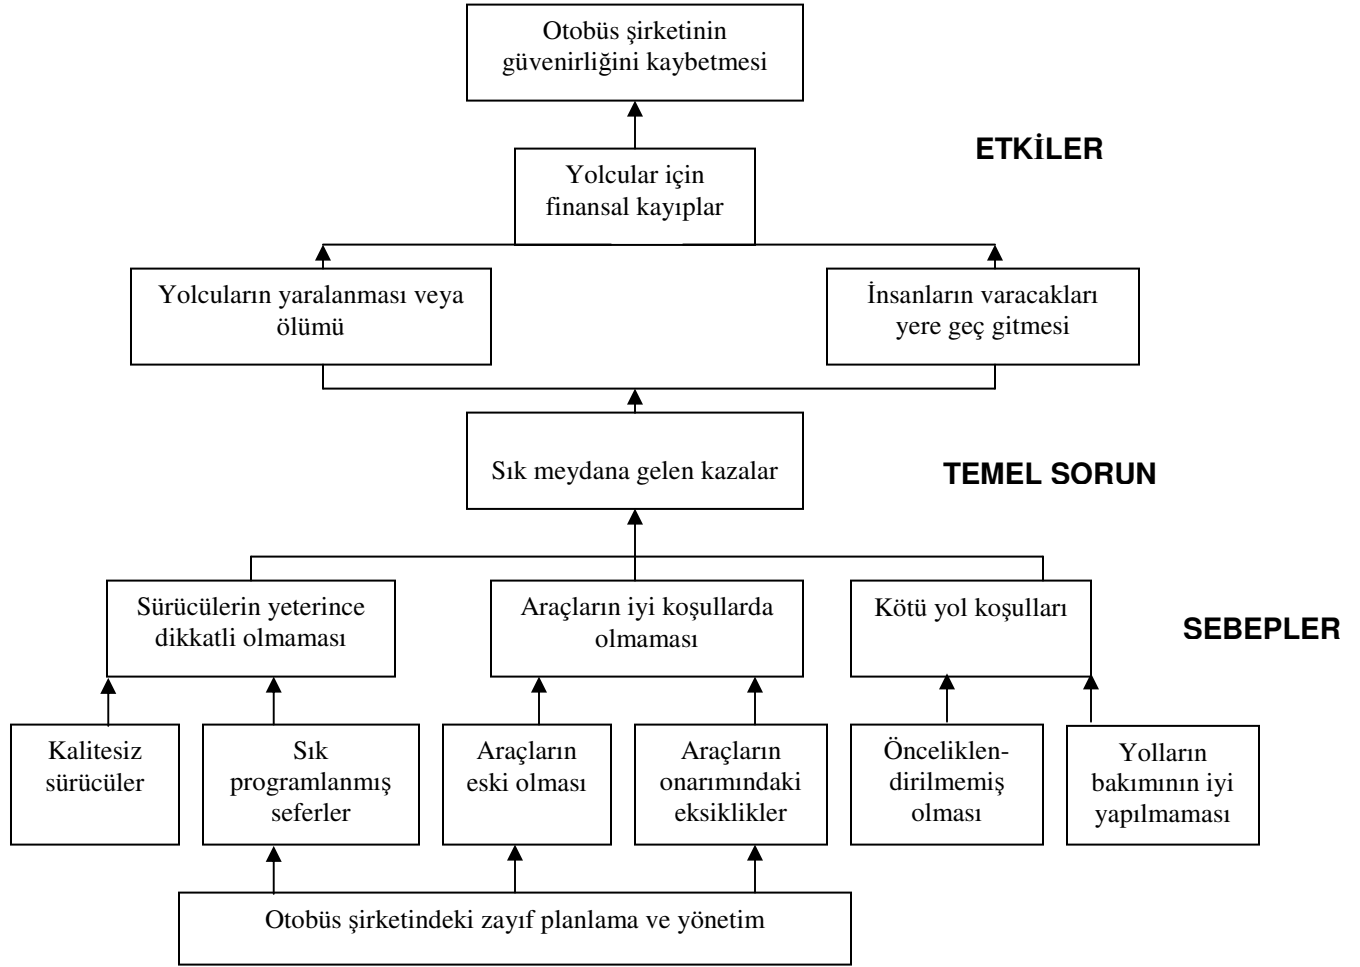 Otobüs şirketinin
güvenirliğini kaybetmesi
ETKİLER
Yolcular için
finansal kayıplar
Yolcuların yaralanması veya
ölümü
İnsanların varacakları
yere geç gitmesi
Sık meydana gelen kazalar
TEMEL SORUN
Sürücülerin yeterince
dikkatli olmaması
Araçların iyi koşullarda
olmaması
Kötü yol koşulları
SEBEPLER
Kalitesiz
sürücüler
Sık
programlanmış
seferler
Araçların
eski olması
Araçların
onarımındaki
eksiklikler
Önceliklen-
dirilmemiş
olması
Yolların
bakımının iyi
yapılmaması
Otobüs şirketindeki zayıf planlama ve yönetim